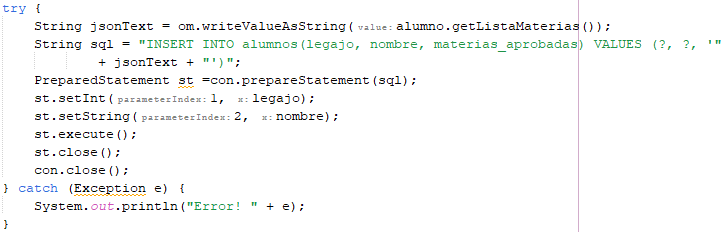 try {
String jsonText = om.writeValueAsString( value: alumno.getListaMaterias());
String sql = "INSERT INTO alumnos(legajo, nombre, materias_aprobadas) VALUES (?, ?, '"
+ jsonText + "')";
PreparedStatement st =con.prepareStatement(sql);
st.setInt( parameterIndex: 1, x: legajo);
st.setString( parameterIndex: 2, x: nombre);
st.execute();
st.close();
con.close();
} catch (Exception e) {
System.out.println("Error! " + e);
}